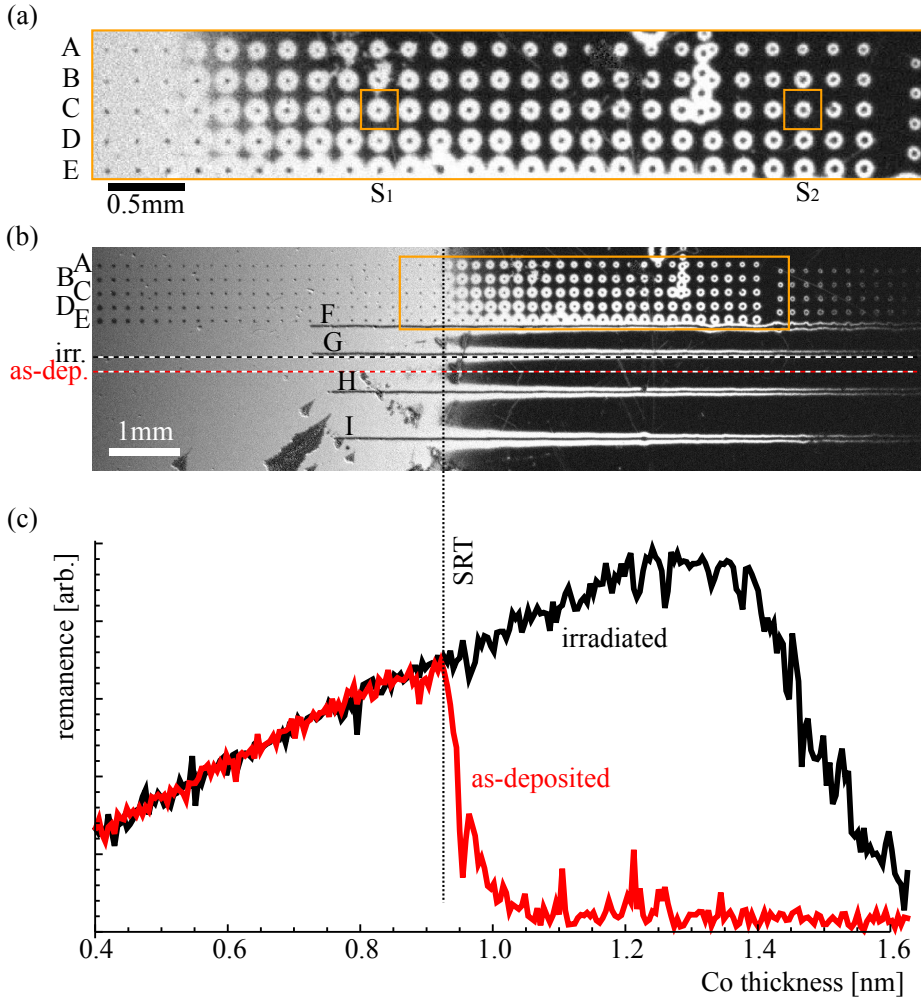 (a)
A
B
C
D
E
0.5mm
S1
S2
(b)
A
B
C
D
E
F
G
irr.
as-dep.
H
I
1mm
(c)
SRT
remanence [arb.]
irradiated
as-deposited
0.4 0.6 0.8 1.0 1.2 1.4 1.6
Co thickness [nm]